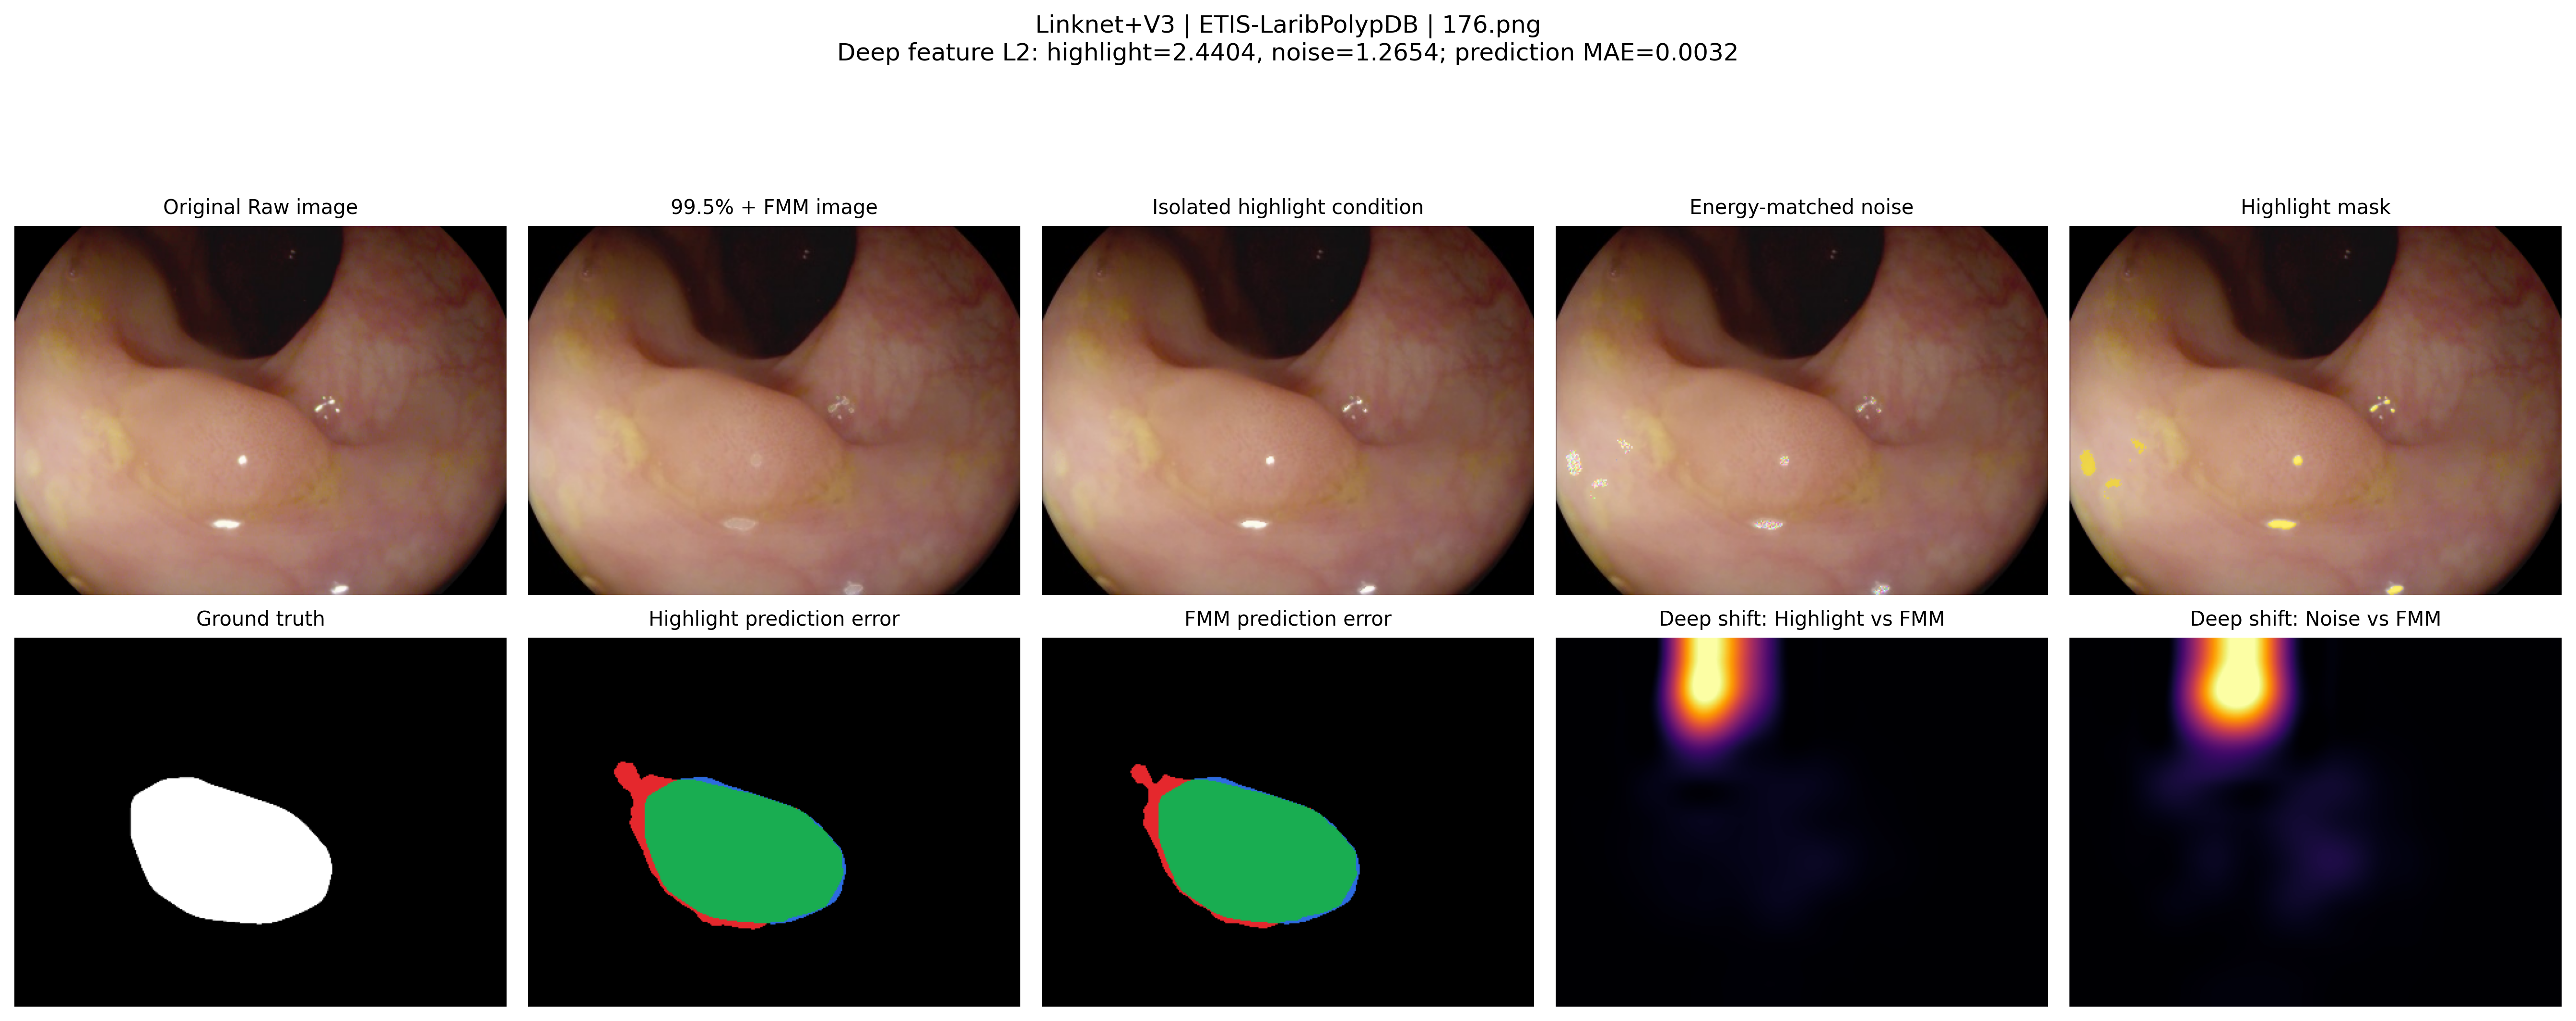 Linknet+V3 | ETIS-LaribPolypDB | 176.png
Deep feature L2: highlight=2.4404, noise=1.2654; prediction MAE=0.0032
Original Raw image
99.5% + FMM image
Isolated highlight condition
Energy-matched noise
Highlight mask
Ground truth
Highlight prediction error
FMM prediction error
Deep shift: Highlight vs FMM
Deep shift: Noise vs FMM